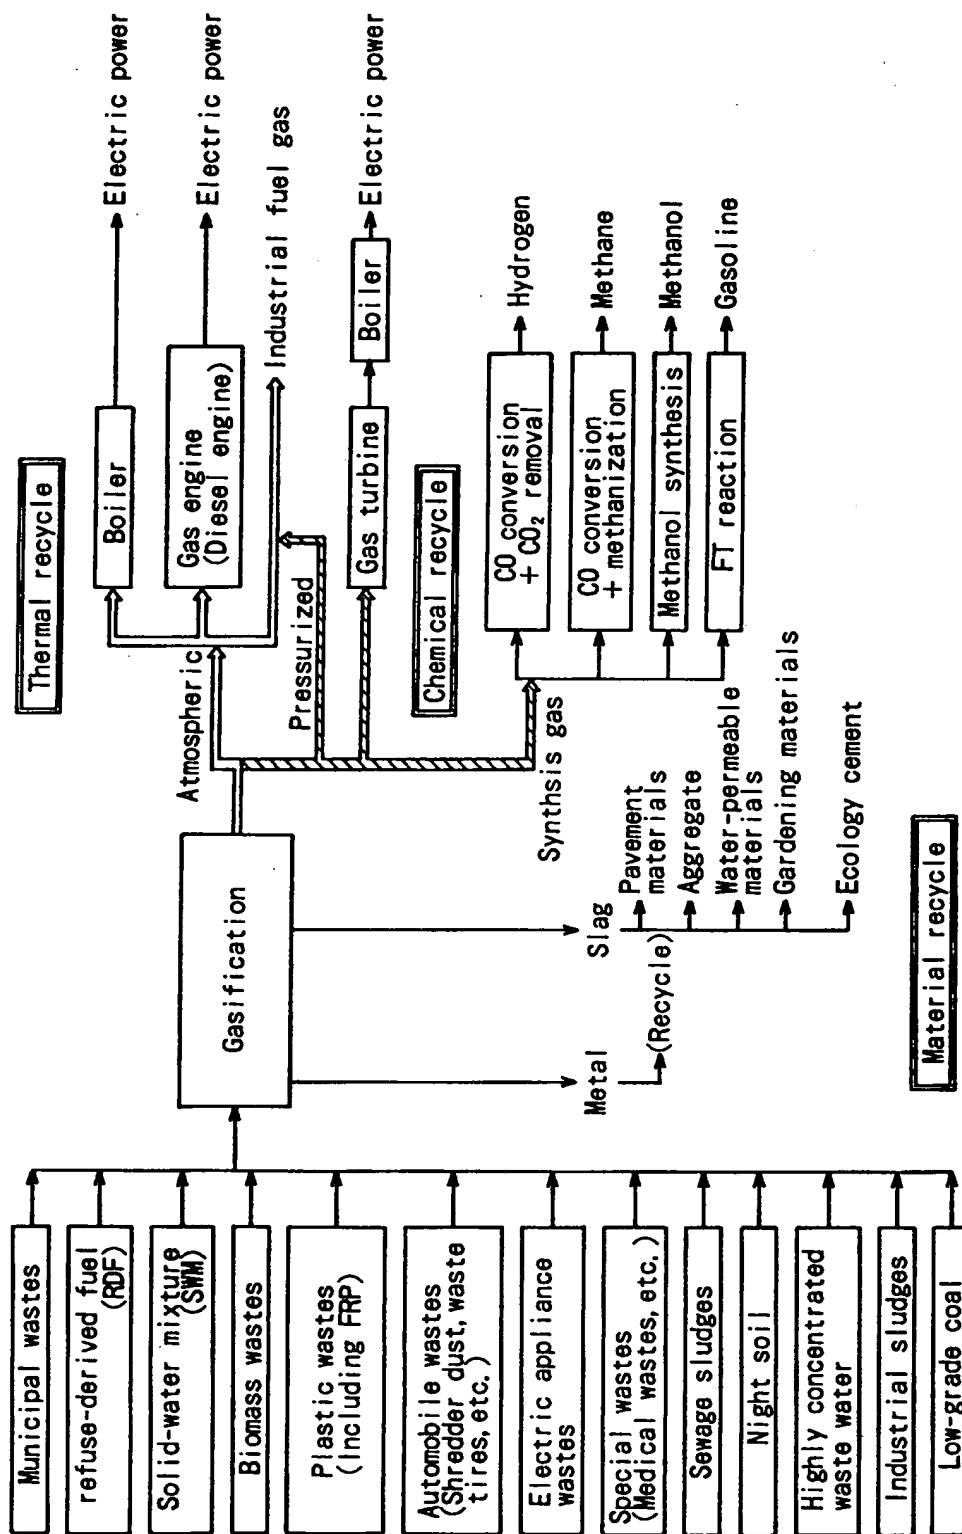 Municipal wastes
refuse-derived fuel
(RDF)
Solid-water mixture
(SWM)
Biomass wastes
Plastic wastes
(Including FRP)
Automobile wastes
(Shredder dust, waste
tires, etc.)
Electric appliance
wastes
Special wastes
(Medical wastes, etc.)
Sewage sludges
Night soil
Highly concentrated
waste water
Industrial sludges
Low-grade coal
Gasification
Metal
(Recycle)
Slag
Pavement
materials
Aggregate
Water-permeable
materials
Gardening materials
Ecology cement
Material recycle
Thermal recycle
Atmospheric
Boiler
Electric power
Gas engine
(Diesel engine)
Electric power
Industrial fuel gas
Pressurized
Gas turbine
Boiler
Electric power
Chemical recycle
Synthsis gas
CO conversion
+ CO₂ removal
Hydrogen
CO conversion
+ methanization
Methane
Methanol synthesis
Methanol
FT reaction
Gasoline